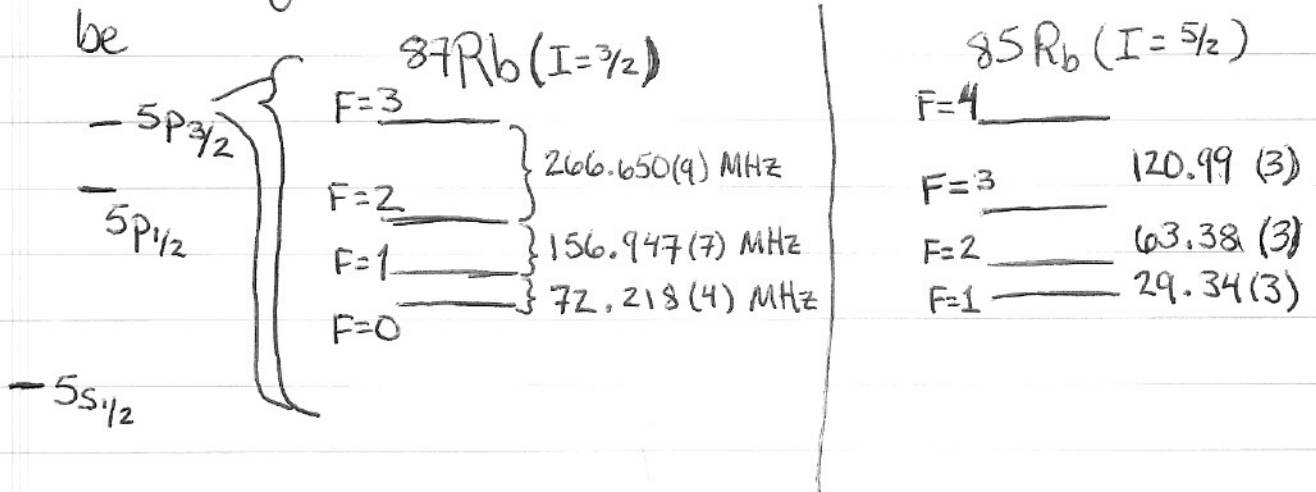 be
5P3/2
5P1/2
5S1/2
87Rb (I=3/2)
F=3
266.650(9) MHz
F=2
156.947(7) MHz
F=1
72.218(4) MHz
F=0
85Rb (I=5/2)
F=4
120.99 (3)
F=3
63.38 (3)
F=2
29.34(3)
F=1